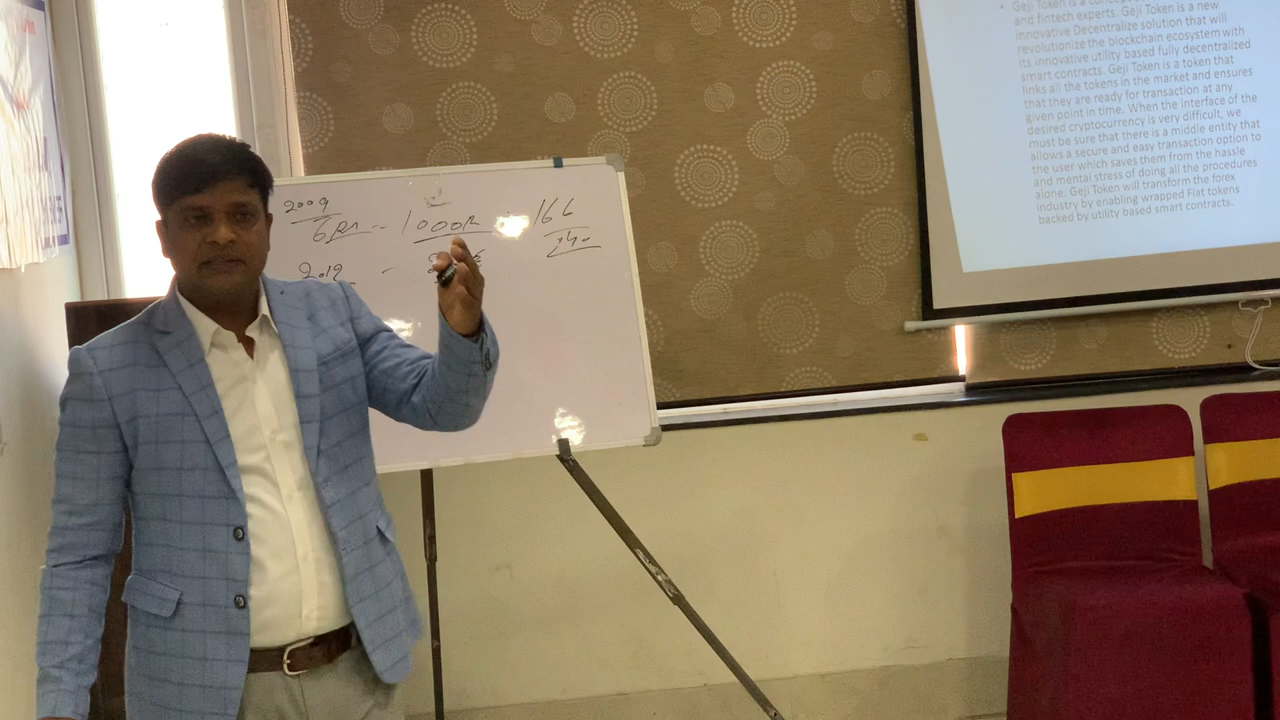 2009
6 — 1000 — 166
240
2012 -
• Geji Token is a concep
and fintech experts. Geji Token is a new
innovative Decentralize solution that will
revolutionize the blockchain ecosystem with
its innovative utility based fully decentralized
smart contracts. Geji Token is a token that
links all the tokens in the market and ensures
that they are ready for transaction at any
given point in time. When the interface of the
desired cryptocurrency is very difficult, we
must be sure that there is a middle entity that
allows a secure and easy transaction option to
the user which saves them from the hassle
and mental stress of doing all the procedures
alone. Geji Token will transform the forex
industry by enabling wrapped Fiat tokens
backed by utility based smart contracts.